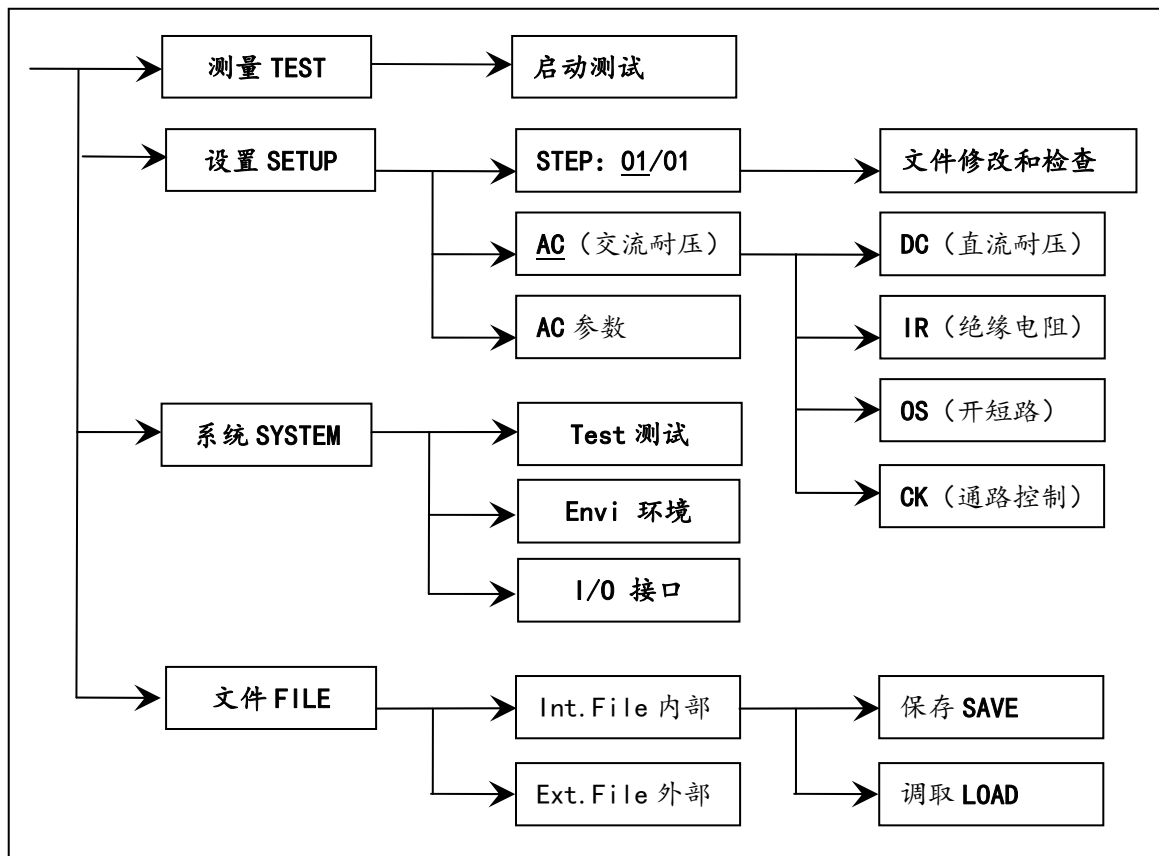 测量 TEST
启动测试
设置 SETUP
STEP: 01/01
文件修改和检查
AC（交流耐压）
DC（直流耐压）
AC 参数
IR（绝缘电阻）
OS（开短路）
CK（通路控制）
系统 SYSTEM
Test 测试
Envi 环境
I/O 接口
文件 FILE
Int.File 内部
保存 SAVE
Ext.File 外部
调取 LOAD